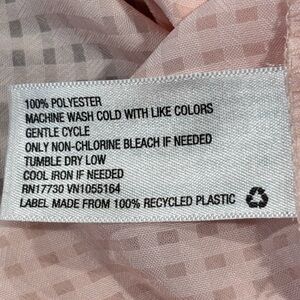 100% POLYESTER
MACHINE WASH COLD WITH LIKE COLORS
GENTLE CYCLE
ONLY NON-CHLORINE BLEACH IF NEEDED
TUMBLE DRY LOW
COOL IRON IF NEEDED
RN17730 VN1055164
LABEL MADE FROM 100% RECYCLED PLASTIC